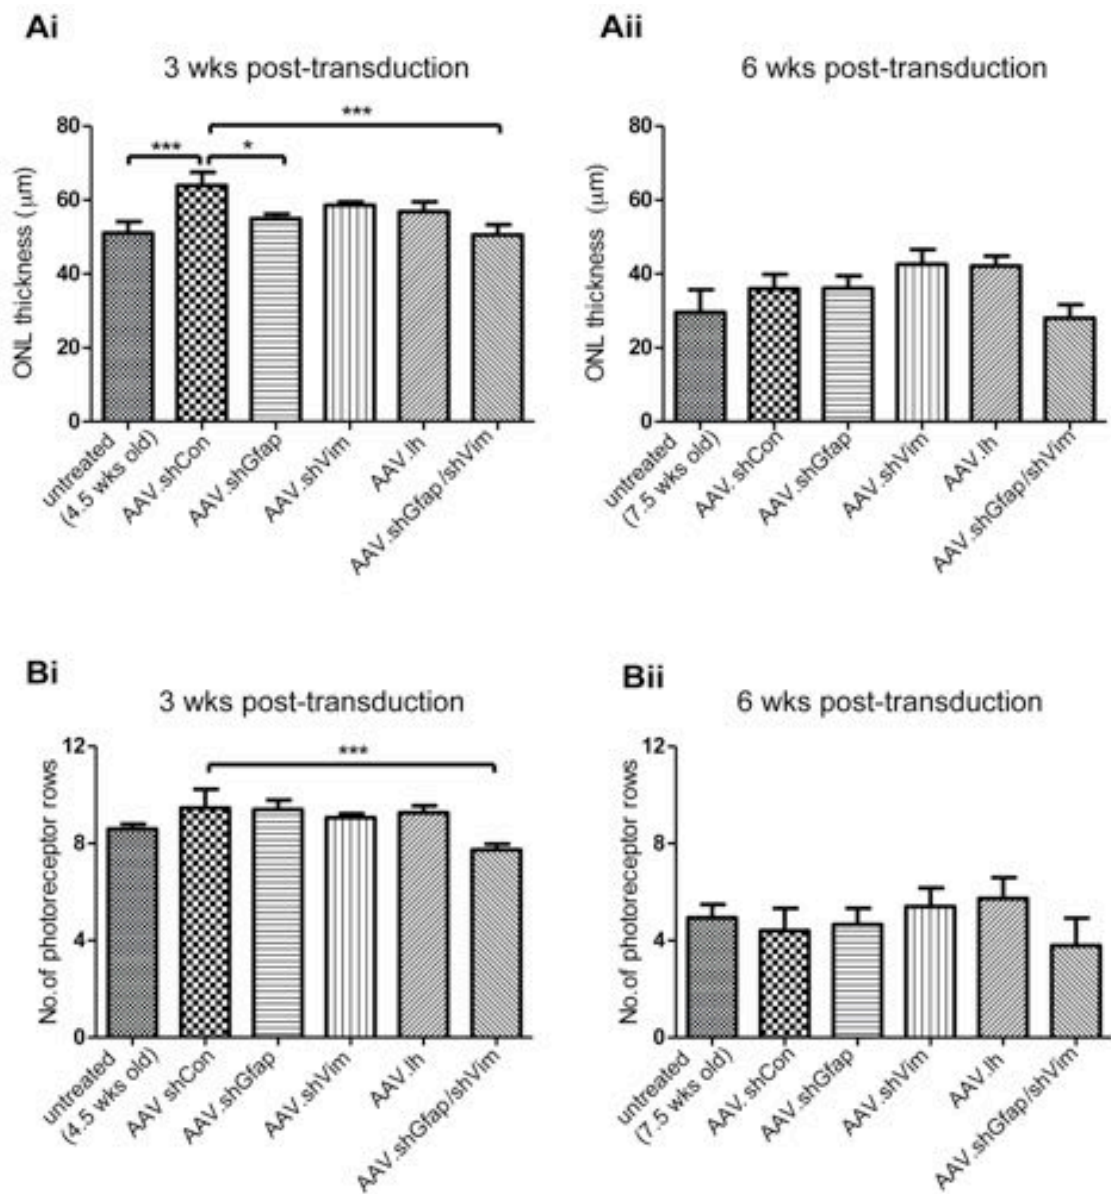 Ai
3 wks post-transduction
***
*** *
ONL thickness (μm)
80
60
40
20
0
untreated
(4.5 wks old)
AAV.shCon
AAV.shGfap
AAV.shVim
AAV.lh
AAV.shGfap/shVim
Aii
6 wks post-transduction
ONL thickness (μm)
80
60
40
20
0
untreated
(7.5 wks old)
AAV. shCon
AAV.shGfap
AAV.shVim
AAV.lh
AAV.shGfap/shVim
Bi
3 wks post-transduction
***
No.of photoreceptor rows
12
8
4
0
untreated
(4.5 wks old)
AAV shCon
AAV.shGfap
AAV.shVim
AAV.lh
AAV.shGfap/shVim
Bii
6 wks post-transduction
No.of photoreceptor rows
12
8
4
0
untreated
(7.5 wks old)
AAV. shCon
AAV.shGfap
AAV.shVim
AAV.lh
AAV.shGfap/shVim